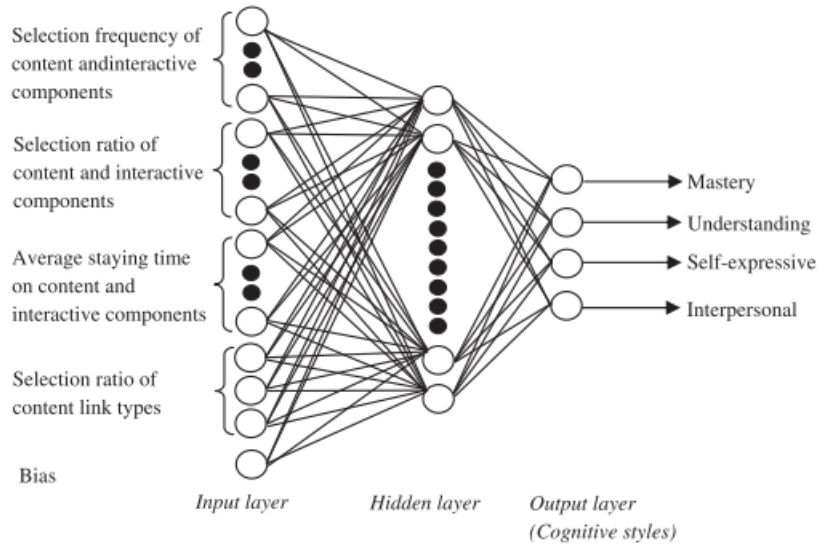 Selection frequency of
content andinteractive
components
Selection ratio of
content and interactive
components
Average staying time
on content and
interactive components
Selection ratio of
content link types
Bias
Mastery
Understanding
Self-expressive
Interpersonal
Input layer
Hidden layer
Output layer
(Cognitive styles)